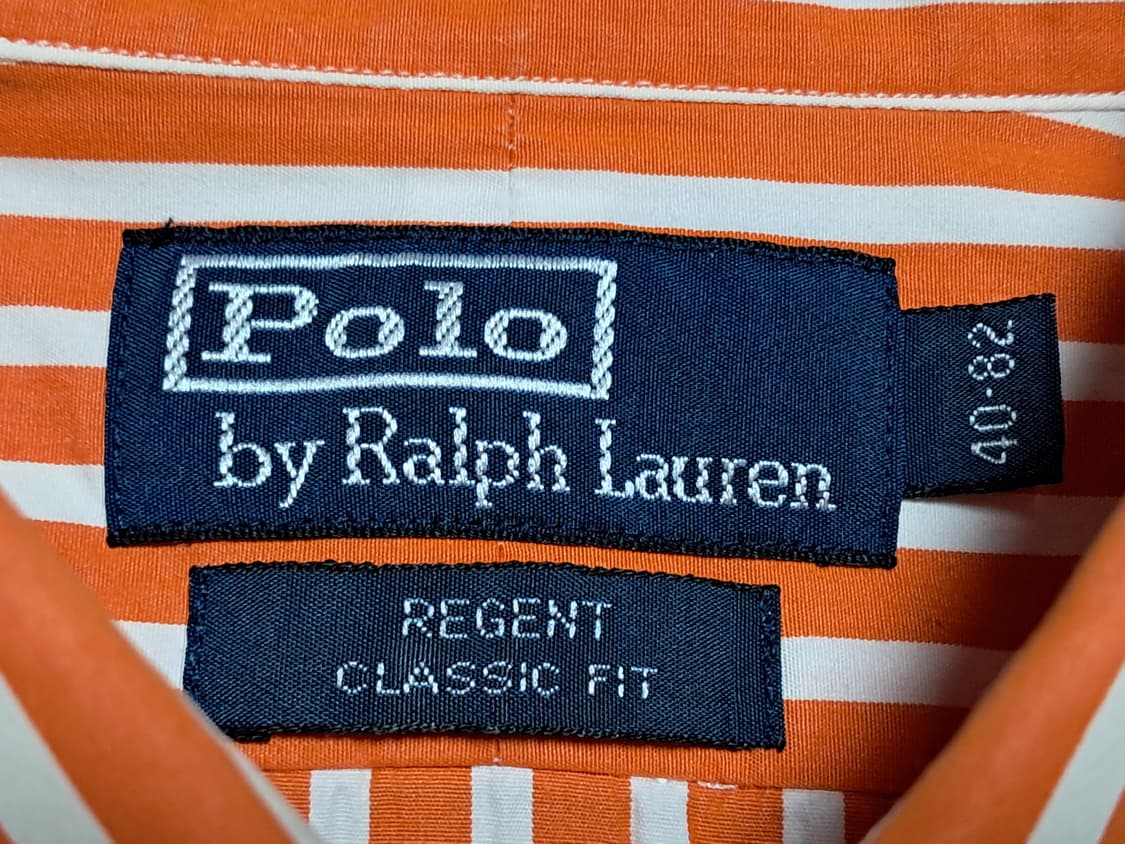 Polo
by Ralph Lauren
40-82
REGENT
CLASSIC FIT